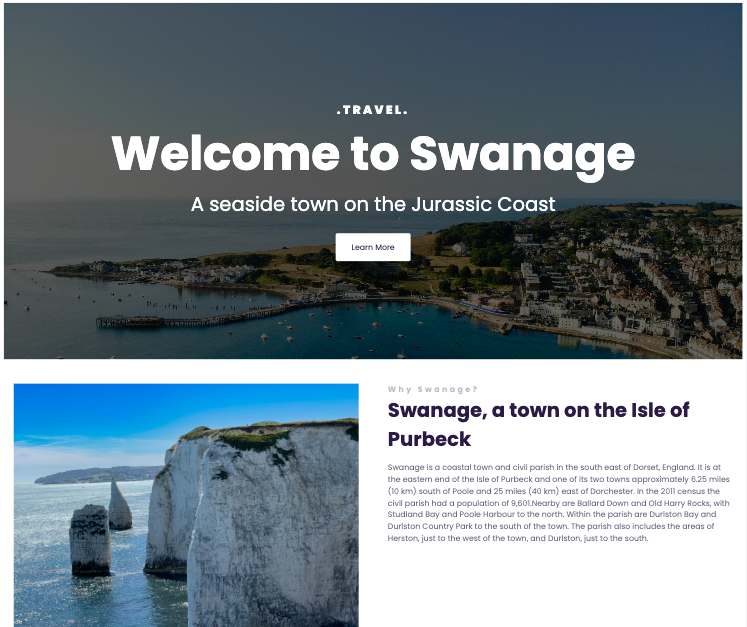 .TRAVEL.
Welcome to Swanage
A seaside town on the Jurassic Coast
Learn More
Why Swanage?
Swanage, a town on the Isle of
Purbeck
Swanage is a coastal town and civil parish in the south east of Dorset, England. It is at
the eastern end of the Isle of Purbeck and one of its two towns approximately 6.25 miles
(10 km) south of Poole and 25 miles (40 km) east of Dorchester. In the 2011 census the
civil parish had a population of 9,601.Nearby are Ballard Down and Old Harry Rocks, with
Studland Bay and Poole Harbour to the north. Within the parish are Durlston Bay and
Durlston Country Park to the south of the town. The parish also includes the areas of
Herston, just to the west of the town, and Durlston, just to the south.